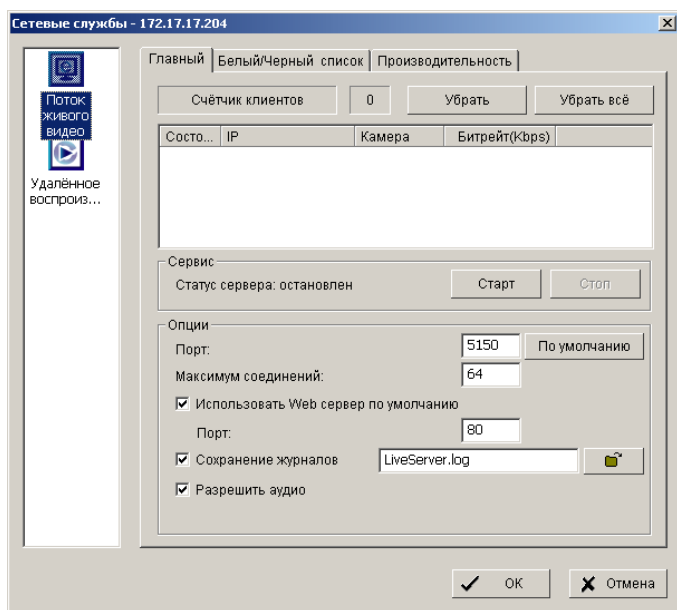 Сетевые службы - 172.17.17.204
Поток
живого
видео
Удалённое
воспроиз...
Главный
Белый/Черный список
Производительность
Счётчик клиентов
0
Убрать
Убрать всё
Состо...
IP
Камера
Битрейт(Kbps)
Сервис
Статус сервера: остановлен
Старт
Стоп
Опции
Порт:
5150
По умолчанию
Максимум соединений:
64
Использовать Web сервер по умолчанию
Порт:
80
Сохранение журналов
LiveServer.log
Разрешить аудио
OK
Отмена